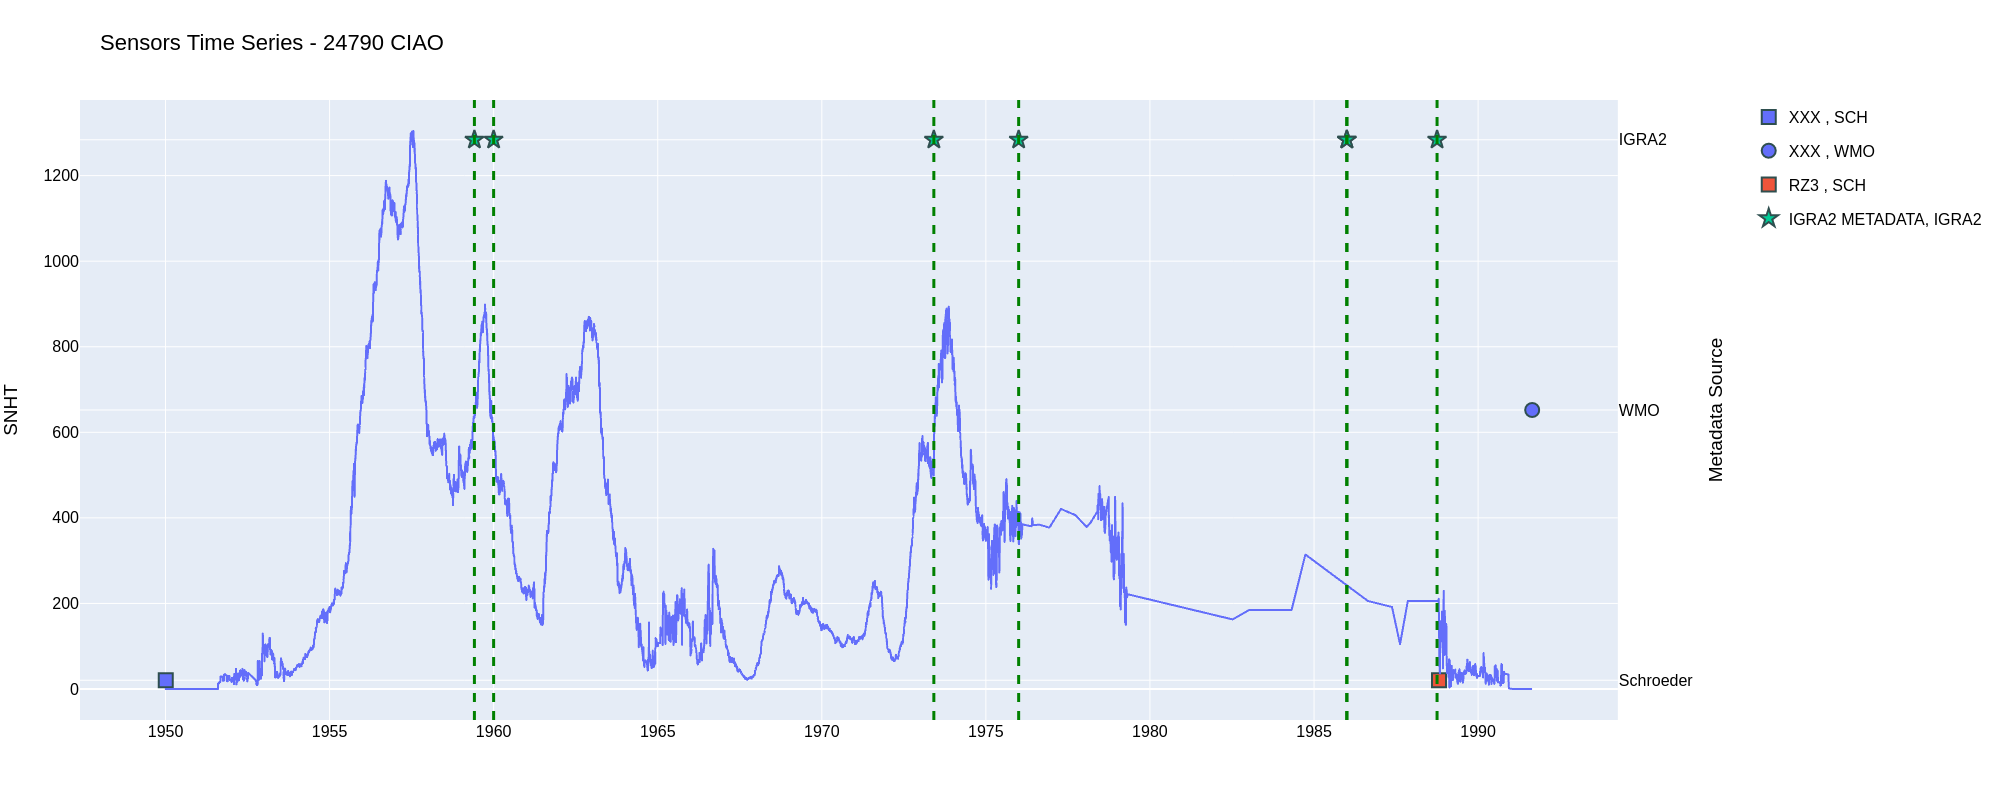 Sensors Time Series - 24790 CIAO
SNHT
1200
1000
800
600
400
200
0
1950
1955
1960
1965
1970
1975
1980
1985
1990
IGRA2
WMO
Schroeder
Metadata Source
XXX , SCH
XXX , WMO
RZ3 , SCH
IGRA2 METADATA, IGRA2